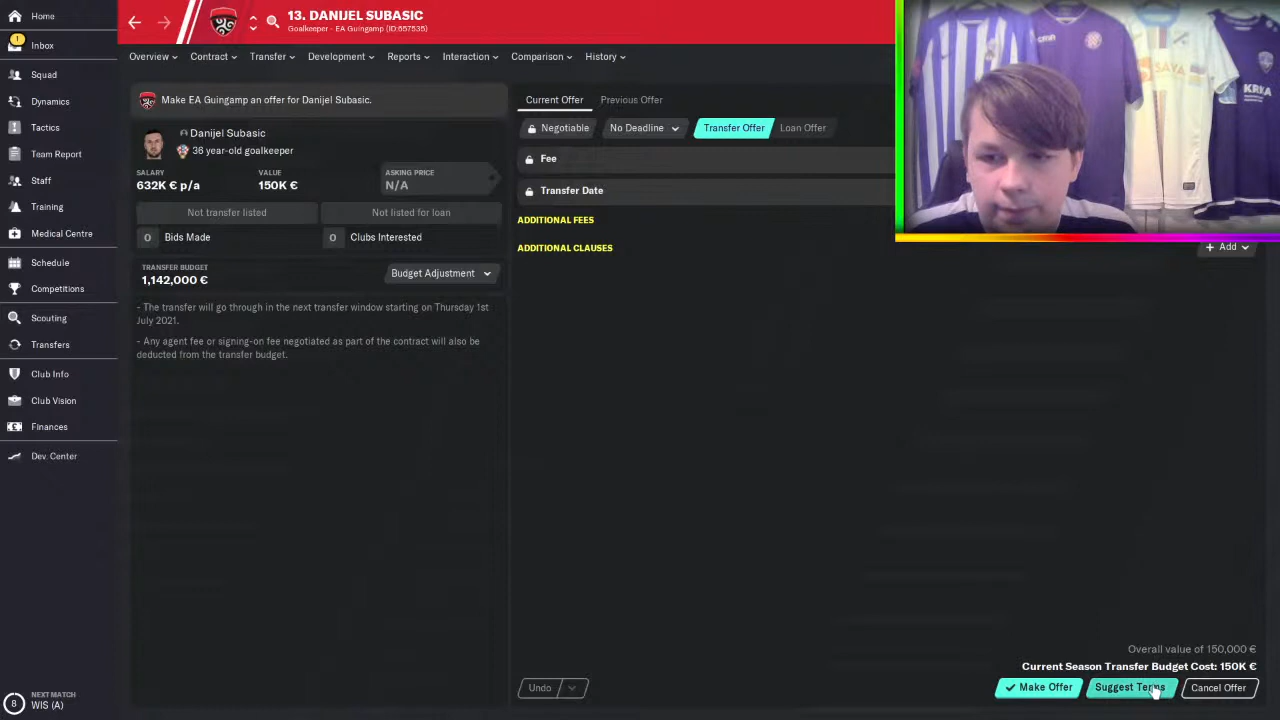 Home
13. DANIJEL SUBASIC
Goalkeeper - EA Guingamp (ID:657535)
1
Inbox
Overview
Contract
Transfer
Development
Reports
Interaction
Comparison
History
Squad
Dynamics
Tactics
Team Report
Staff
Training
Medical Centre
Schedule
Competitions
Scouting
Transfers
Club Info
Club Vision
Finances
Dev. Center
NEXT MATCH
8
WIS (A)
Make EA Guingamp an offer for Danijel Subasic.
Danijel Subasic
36 year-old goalkeeper
SALARY
632K € p/a
VALUE
150K €
ASKING PRICE
N/A
Not transfer listed
Not listed for loan
0 Bids Made
0 Clubs Interested
TRANSFER BUDGET
1,142,000 €
Budget Adjustment
- The transfer will go through in the next transfer window starting on Thursday 1st
July 2021.
- Any agent fee or signing-on fee negotiated as part of the contract will also be
deducted from the transfer budget.
Current Offer
Previous Offer
Negotiable
No Deadline
Transfer Offer
Loan Offer
Fee
Transfer Date
ADDITIONAL FEES
ADDITIONAL CLAUSES
+ Add
SAVA
KRKA
Overall value of 150,000 €
Current Season Transfer Budget Cost: 150K €
Undo
Make Offer
Suggest Terms
Cancel Offer